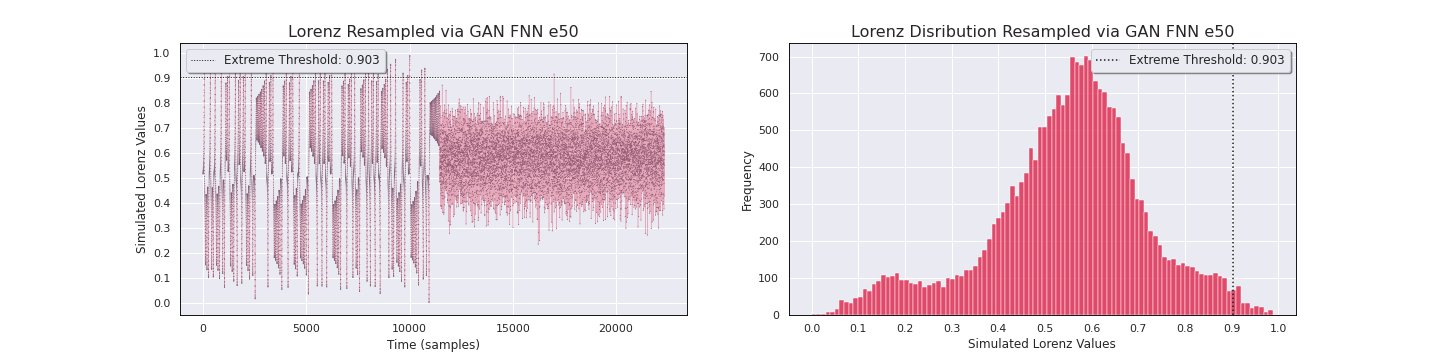 Lorenz Resampled via GAN FNN e50
Extreme Threshold: 0.903
Simulated Lorenz Values
1.0
0.9
0.8
0.7
0.6
0.5
0.4
0.3
0.2
0.1
0.0
0 5000 10000 15000 20000
Time (samples)
Lorenz Disribution Resampled via GAN FNN e50
Extreme Threshold: 0.903
Frequency
700
600
500
400
300
200
100
0
0.0 0.1 0.2 0.3 0.4 0.5 0.6 0.7 0.8 0.9 1.0
Simulated Lorenz Values